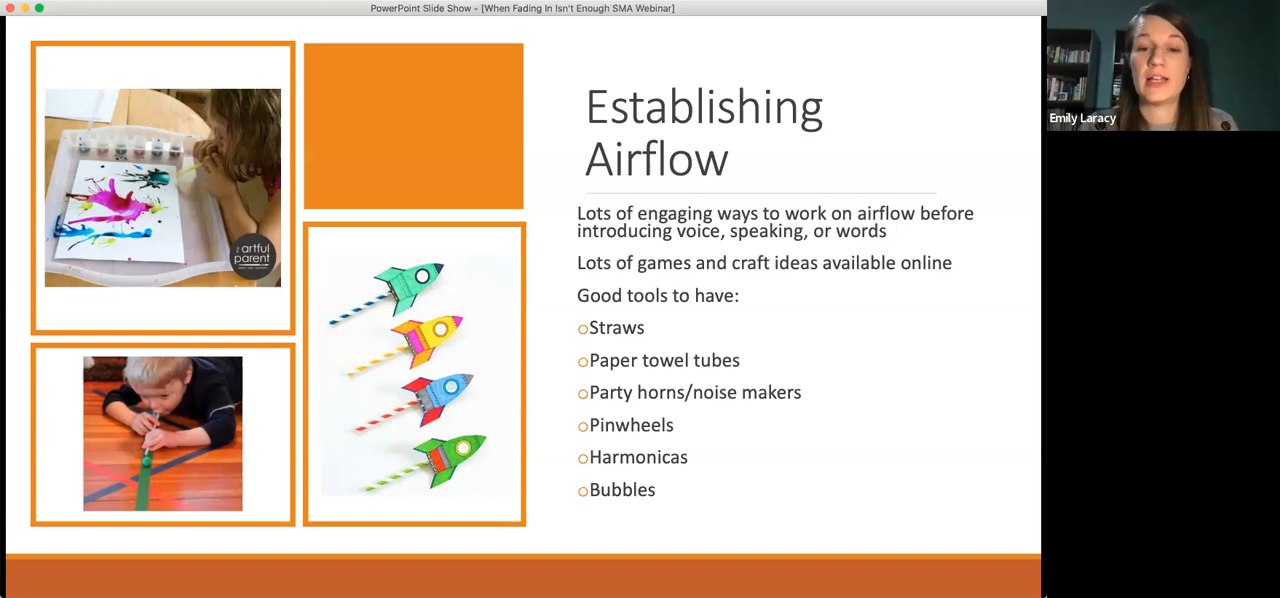 PowerPoint Slide Show - [When Fading In Isn't Enough SMA Webinar]
Emily Laracy
artful
parent
Establishing
Airflow
Lots of engaging ways to work on airflow before
introducing voice, speaking, or words
Lots of games and craft ideas available online
Good tools to have:
Straws
Paper towel tubes
Party horns/noise makers
Pinwheels
Harmonicas
Bubbles